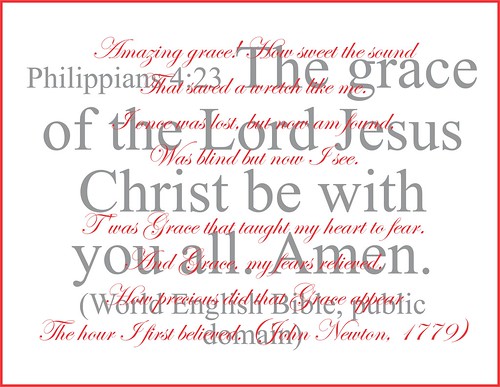 Amazing grace! How sweet the sound
Philippians 4:23 The grace
That saved a wretch like me.
of the Lord Jesus
I once was lost, but now am found,
Was blind but now I see.
Christ be with
T'was Grace that taught my heart to fear.
you all. Amen.
And Grace, my fears relieved.
How precious did that Grace appear
(World English Bible, public
domain)
The hour I first believed. (John Newton, 1779)